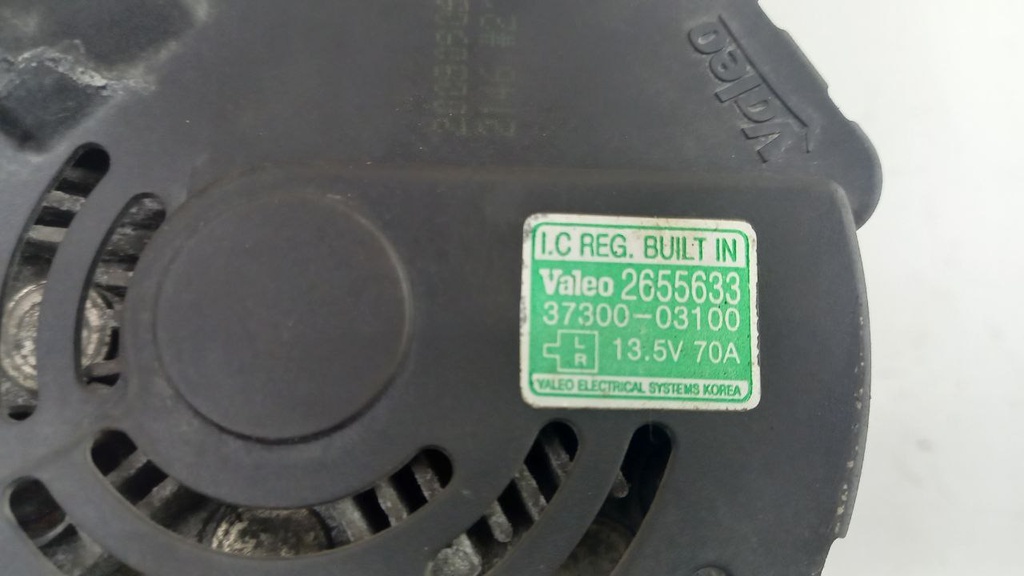 Valeo
I.C REG. BUILT IN
Valeo 2655633
37300-03100
L
R
13.5V 70A
VALEO ELECTRICAL SYSTEMS KOREA